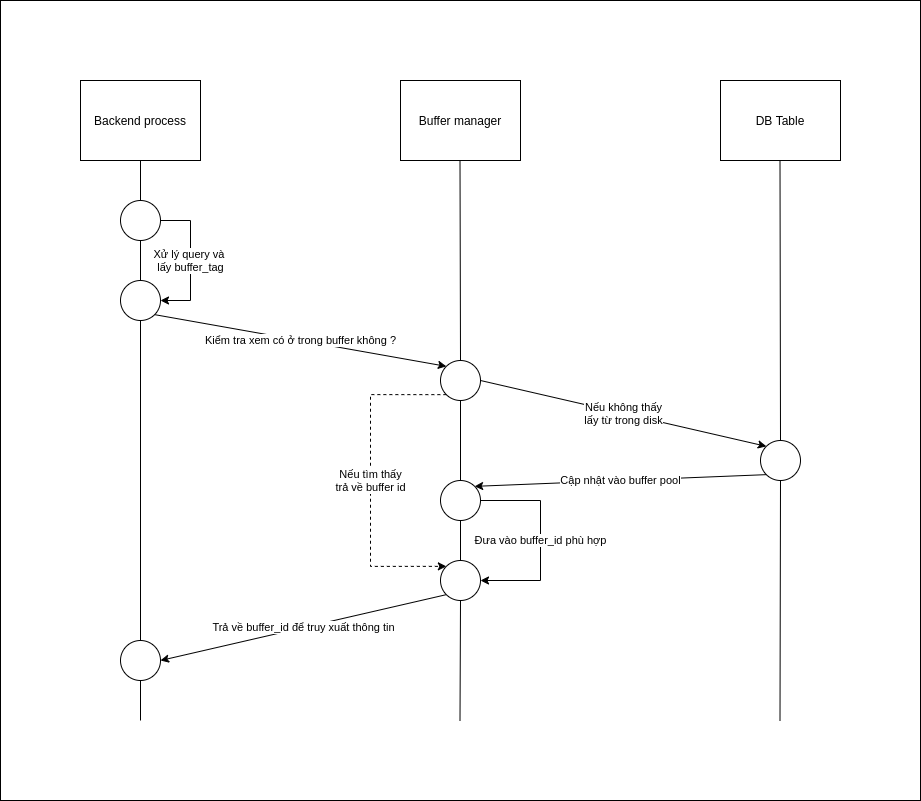 Backend process
Buffer manager
DB Table
Xử lý query và
lấy buffer_tag
Kiểm tra xem có ở trong buffer không ?
Nếu không thấy
lấy từ trong disk
Nếu tìm thấy
trả về buffer id
Cập nhật vào buffer pool
Đưa vào buffer_id phù hợp
Trả về buffer_id để truy xuất thông tin